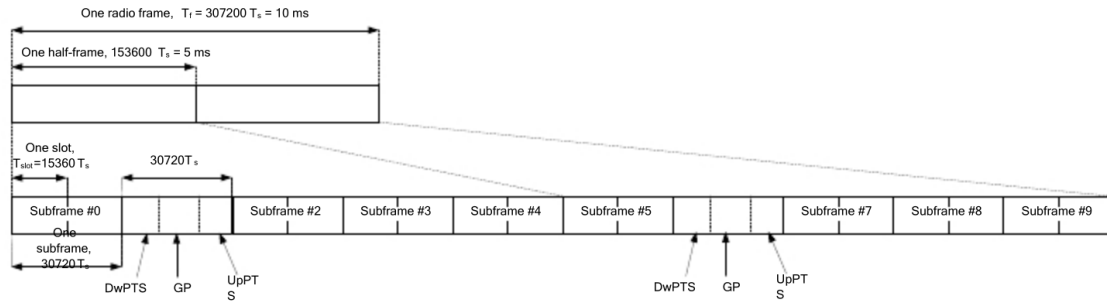 One radio frame, Tf = 307200 Ts = 10 ms
One half-frame, 153600 Ts = 5 ms
One slot,
Tslot=15360 Ts
30720Ts
Subframe #0
Subframe #2
Subframe #3
Subframe #4
Subframe #5
Subframe #7
Subframe #8
Subframe #9
One
subframe,
30720Ts
DwPTS
GP
UpPT
S
DwPTS
GP
UpPT
S